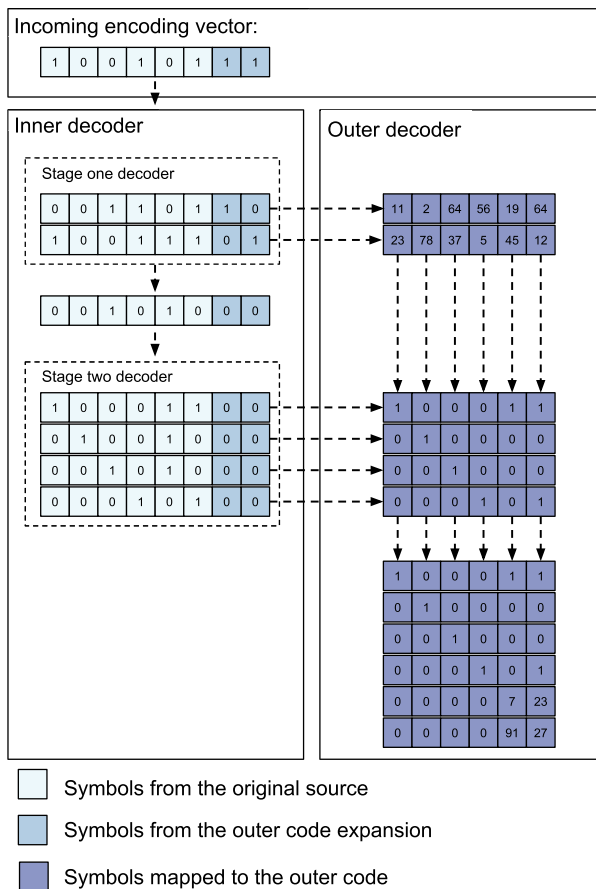 Incoming encoding vector:
1 0 0 1 0 1 1 1
Inner decoder
Outer decoder
Stage one decoder
0 0 1 1 0 1 1 0
11 2 64 56 19 64
1 0 0 1 1 1 0 1
23 78 37 5 45 12
0 0 1 0 1 0 0 0
Stage two decoder
1 0 0 0 1 1 0 0
1 0 0 0 1 1
0 1 0 0 1 0 0 0
0 1 0 0 0 0
0 0 1 0 1 0 0 0
0 0 1 0 0 0
0 0 0 1 0 1 0 0
0 0 0 1 0 1
1 0 0 0 1 1
0 1 0 0 0 0
0 0 1 0 0 0
0 0 0 1 0 1
0 0 0 0 7 23
0 0 0 0 91 27
Symbols from the original source
Symbols from the outer code expansion
Symbols mapped to the outer code